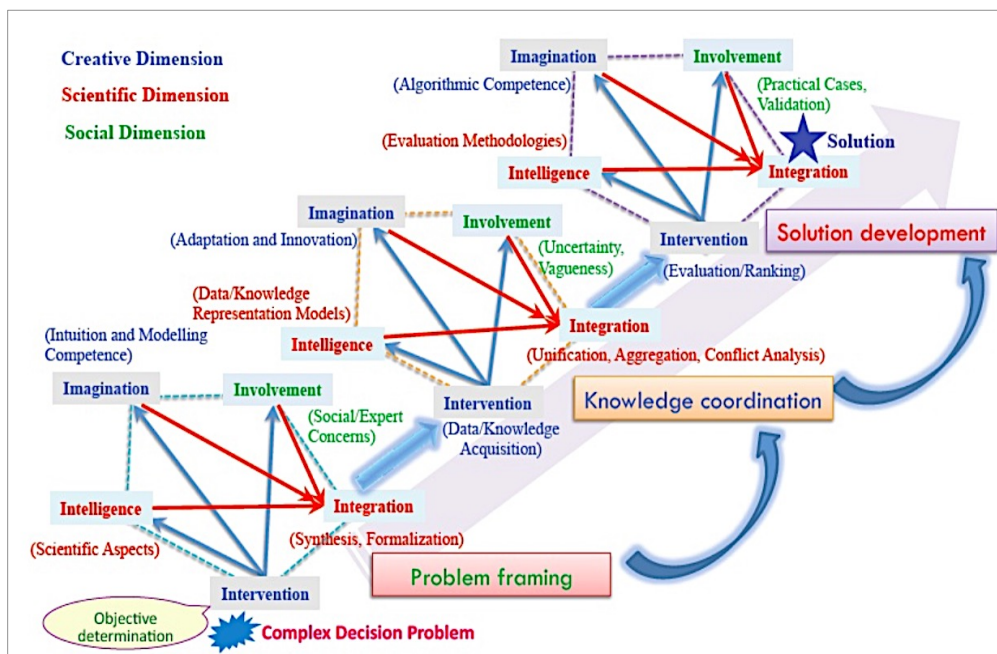 Creative Dimension
Scientific Dimension
Social Dimension
Imagination
Involvement
(Algorithmic Competence)
(Practical Cases,
Validation)
(Evaluation Methodologies)
Solution
Intelligence
Integration
Intervention
(Evaluation/Ranking)
Solution development
Imagination
Involvement
(Adaptation and Innovation)
(Uncertainty,
Vagueness)
(Data/Knowledge
Representation Models)
Intelligence
Integration
(Unification, Aggregation, Conflict Analysis)
Intervention
(Data/Knowledge
Acquisition)
Knowledge coordination
(Intuition and Modelling
Competence)
Imagination
Involvement
(Social/Expert
Concerns)
Intelligence
Integration
(Scientific Aspects)
(Synthesis, Formalization)
Intervention
Problem framing
Objective
determination
Complex Decision Problem